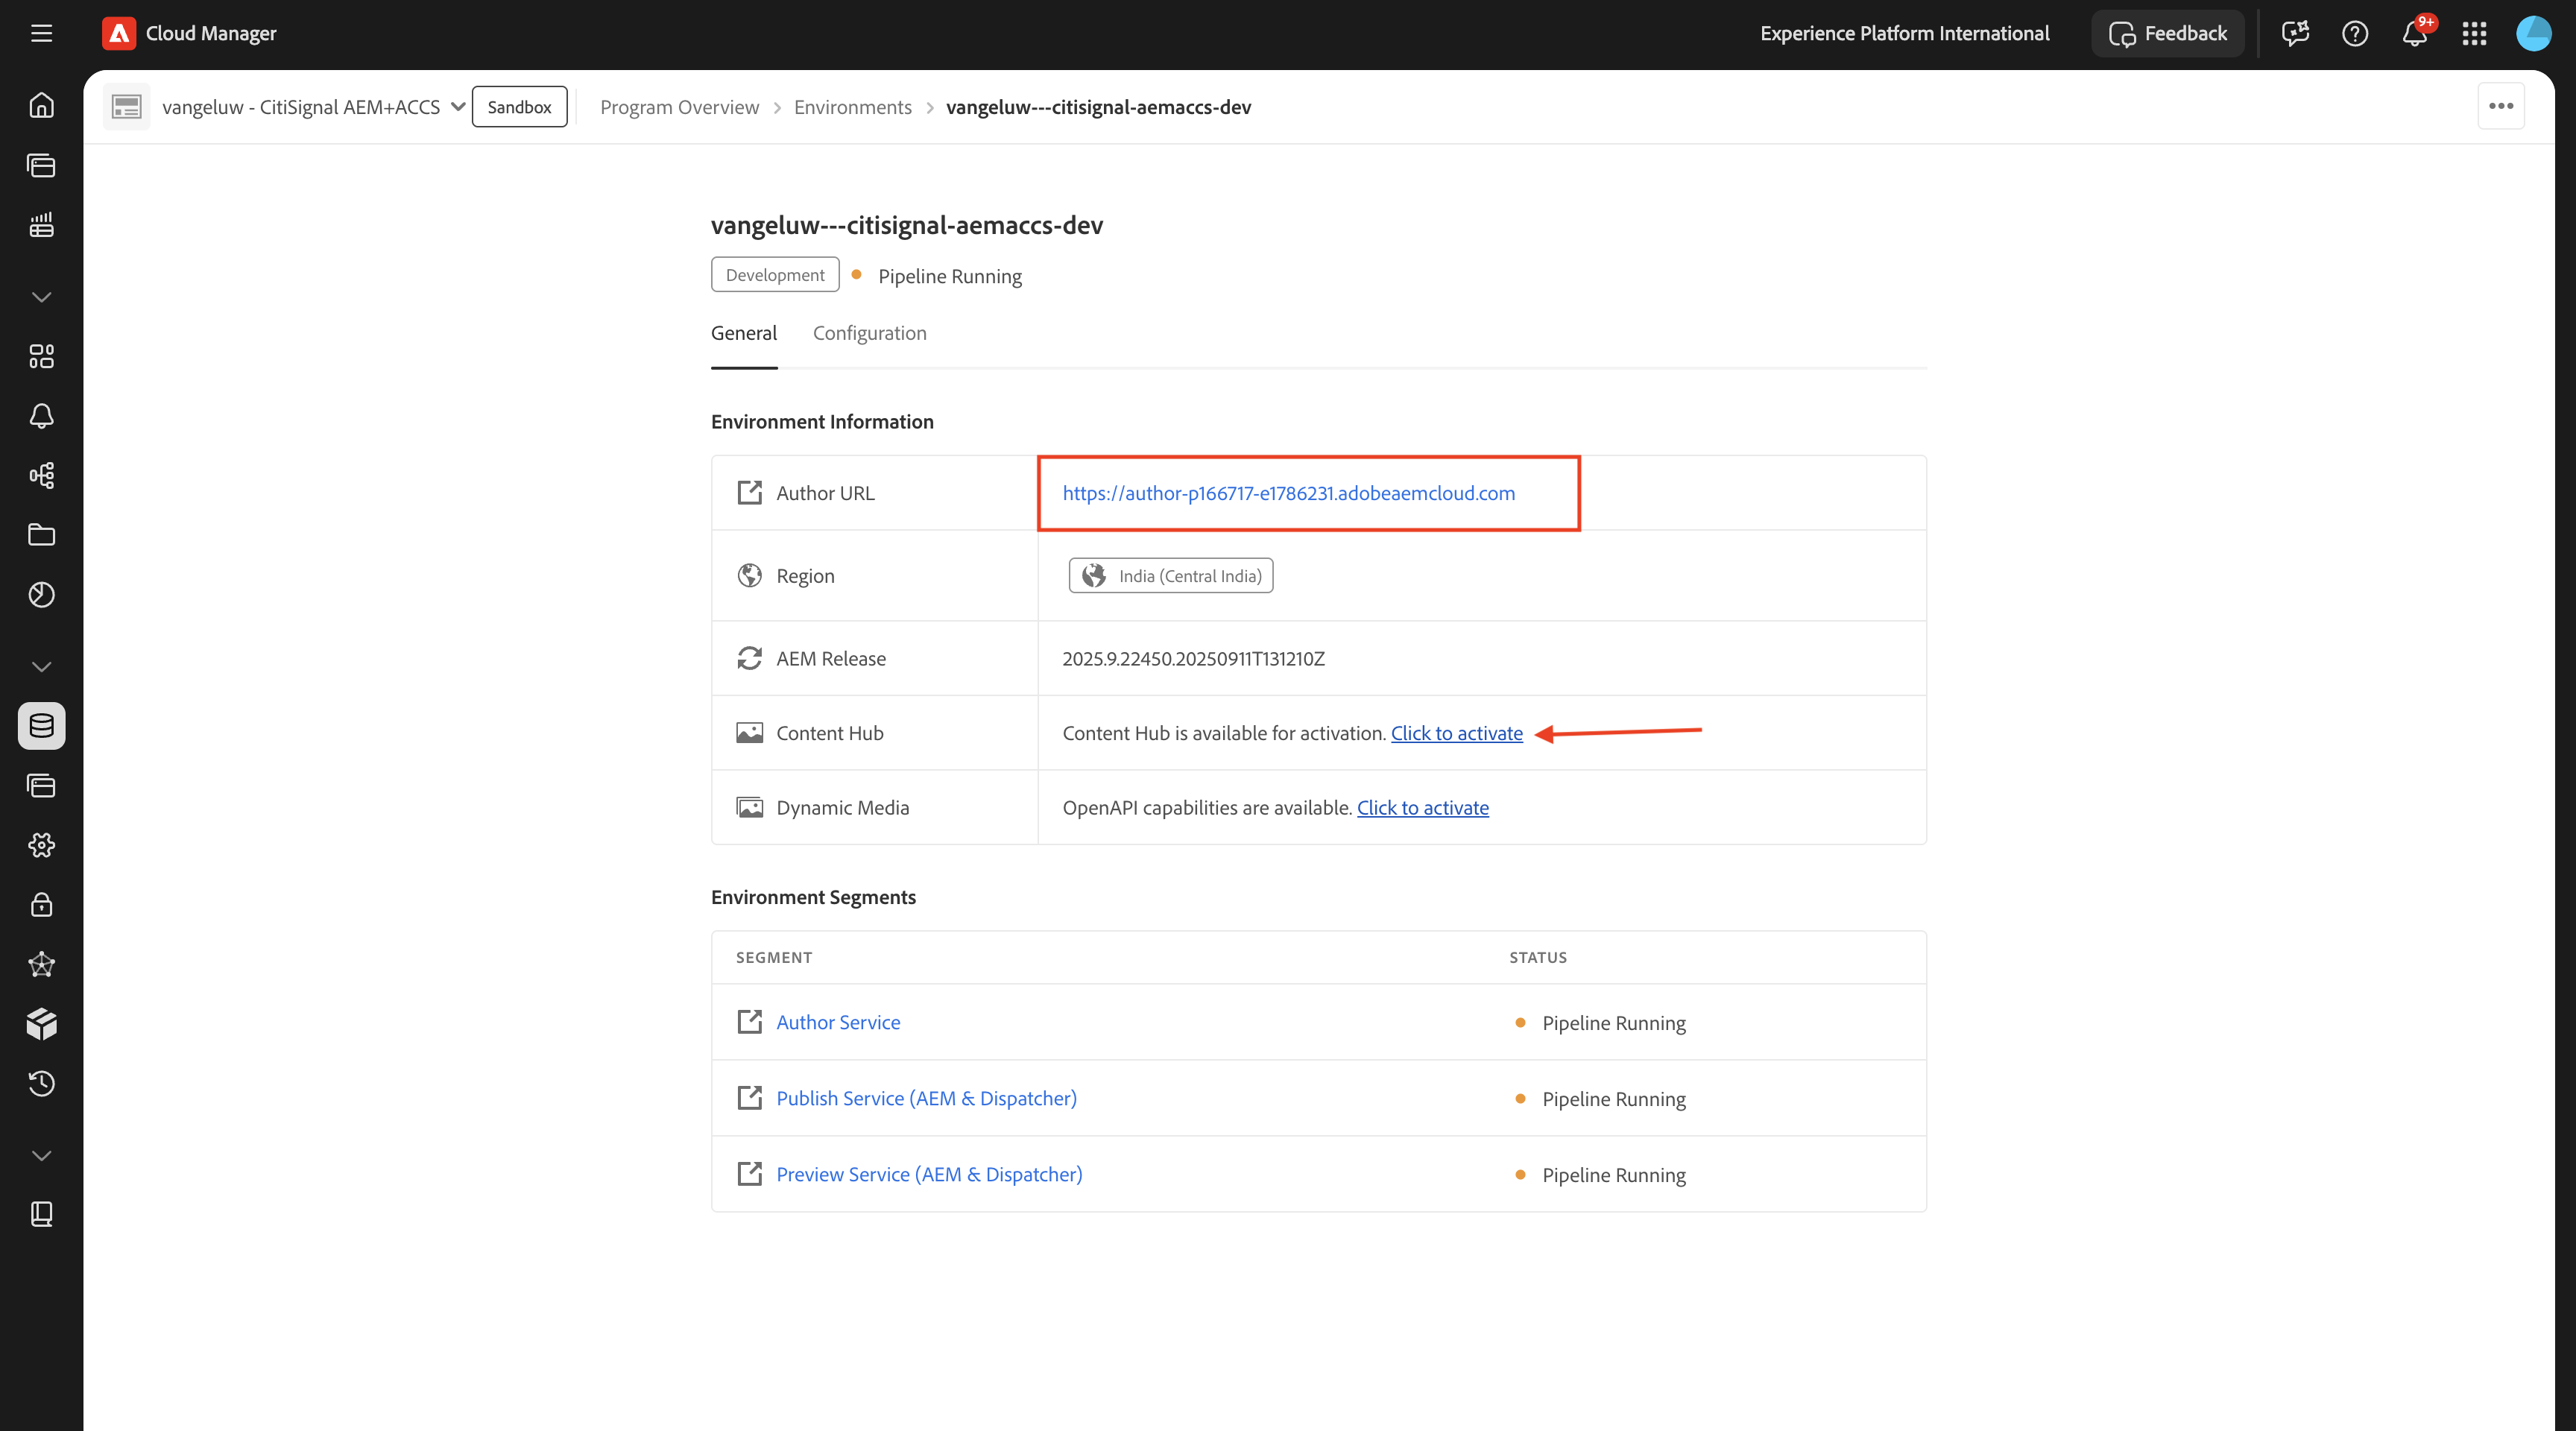 Cloud Manager
Experience Platform International
Feedback
9+
vangeluw - CitiSignal AEM+ACCS
Sandbox
Program Overview
Environments
vangeluw---citisignal-aemaccs-dev
vangeluw---citisignal-aemaccs-dev
Development
Pipeline Running
General
Configuration
Environment Information
Author URL
https://author-p166717-e1786231.adobeaemcloud.com
Region
India (Central India)
AEM Release
2025.9.22450.20250911T131210Z
Content Hub
Content Hub is available for activation. Click to activate
Dynamic Media
OpenAPI capabilities are available. Click to activate
Environment Segments
SEGMENT
STATUS
Author Service
Pipeline Running
Publish Service (AEM & Dispatcher)
Pipeline Running
Preview Service (AEM & Dispatcher)
Pipeline Running